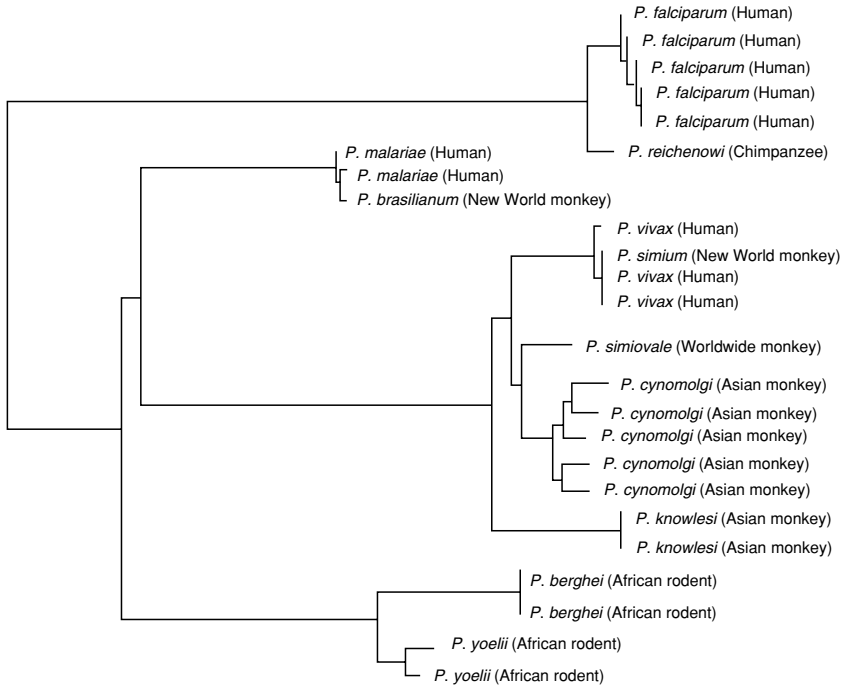 P. falciparum (Human)
P. falciparum (Human)
P. falciparum (Human)
P. falciparum (Human)
P. falciparum (Human)
P. reichenowi (Chimpanzee)
P. malariae (Human)
P. malariae (Human)
P. brasilianum (New World monkey)
P. vivax (Human)
P. simium (New World monkey)
P. vivax (Human)
P. vivax (Human)
P. simiovale (Worldwide monkey)
P. cynomolgi (Asian monkey)
P. cynomolgi (Asian monkey)
P. cynomolgi (Asian monkey)
P. cynomolgi (Asian monkey)
P. cynomolgi (Asian monkey)
P. knowlesi (Asian monkey)
P. knowlesi (Asian monkey)
P. berghei (African rodent)
P. berghei (African rodent)
P. yoelii (African rodent)
P. yoelii (African rodent)